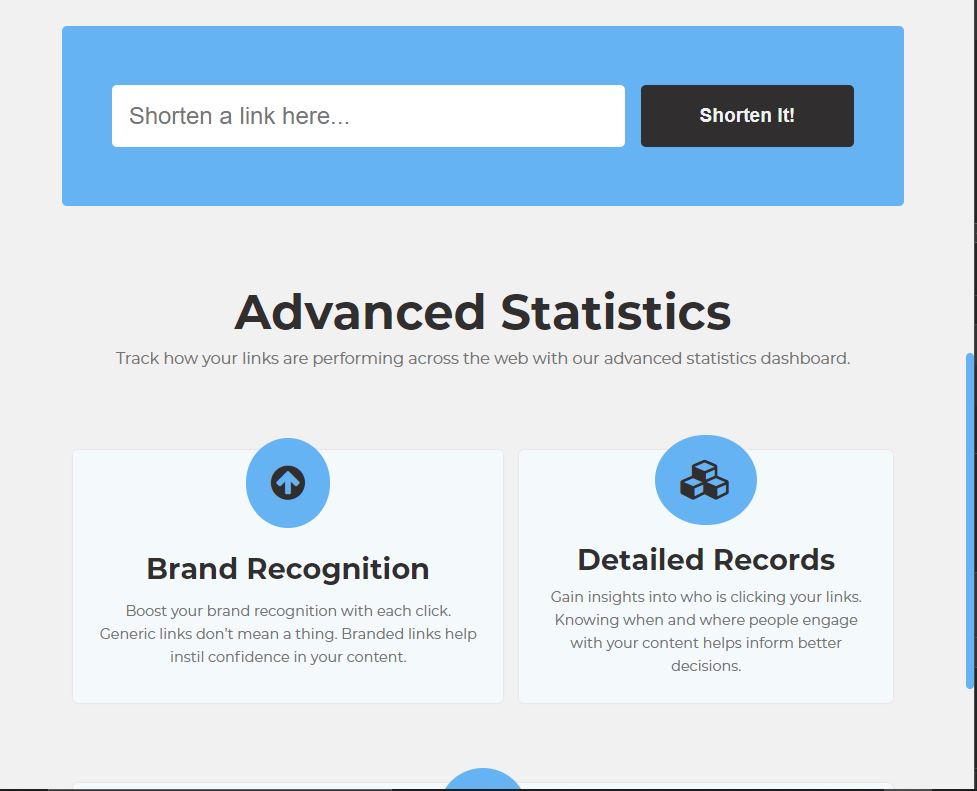 Shorten a link here...
Shorten It!
Advanced Statistics
Track how your links are performing across the web with our advanced statistics dashboard.
Brand Recognition
Boost your brand recognition with each click.
Generic links don't mean a thing. Branded links help
instil confidence in your content.
Detailed Records
Gain insights into who is clicking your links.
Knowing when and where people engage
with your content helps inform better
decisions.